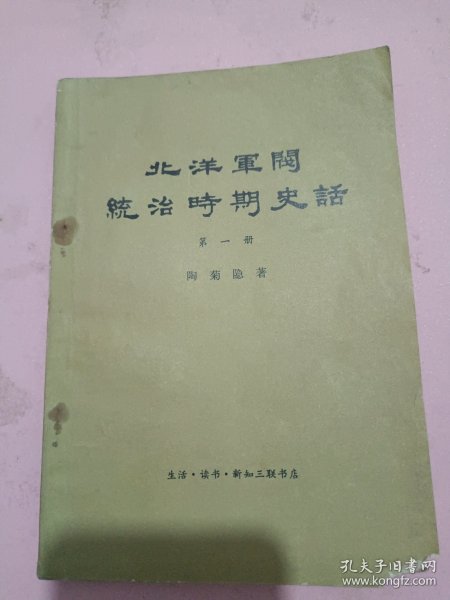 北洋軍閥
統治時期史話
第一册
陶菊隐著
生活·读书·新知三联书店
孔夫子旧书网
www.kongfz.com